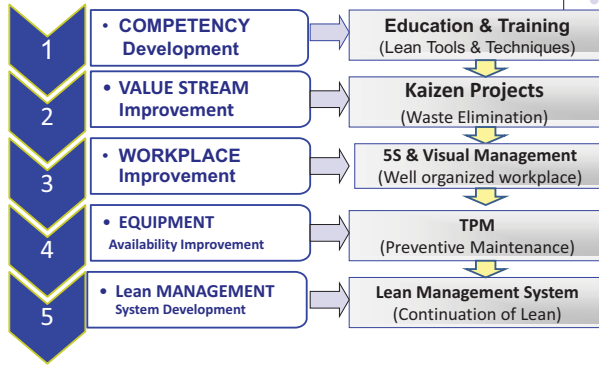 1
• COMPETENCY
Development
Education & Training
(Lean Tools & Techniques)
2
• VALUE STREAM
Improvement
Kaizen Projects
(Waste Elimination)
3
• WORKPLACE
Improvement
5S & Visual Management
(Well organized workplace)
4
• EQUIPMENT
Availability Improvement
TPM
(Preventive Maintenance)
5
• Lean MANAGEMENT
System Development
Lean Management System
(Continuation of Lean)